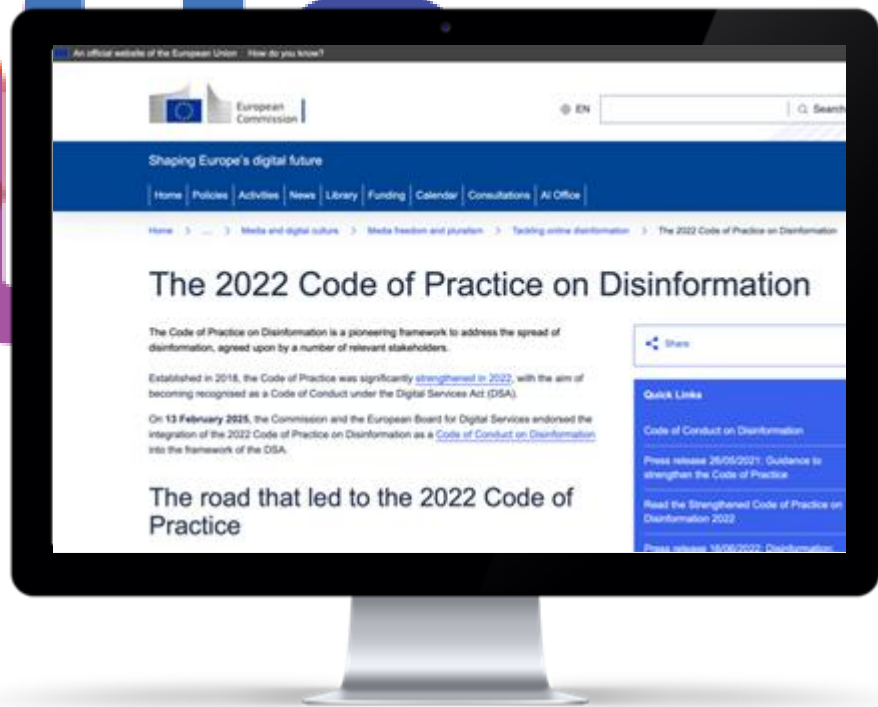 An official website of the European Union How do you know?
European
Commission
EN
Search
Shaping Europe's digital future
Home Policies Activities News Library Funding Calendar Consultations AI Office
Home > ... > Media and digital culture > Media freedom and pluralism > Tackling online disinformation > The 2022 Code of Practice on Disinformation
The 2022 Code of Practice on Disinformation
The Code of Practice on Disinformation is a pioneering framework to address the spread of
disinformation, agreed upon by a number of relevant stakeholders.
Share
Established in 2018, the Code of Practice was significantly strengthened in 2022, with the aim of
becoming recognised as a Code of Conduct under the Digital Services Act (DSA).
On 13 February 2025, the Commission and the European Board for Digital Services endorsed the
integration of the 2022 Code of Practice on Disinformation as a Code of Conduct on Disinformation
into the framework of the DSA.
Quick Links
Code of Conduct on Disinformation
Press release 26/05/2021: Guidance to
strengthen the Code of Practice
Read the Strengthened Code of Practice on
Disinformation 2022
Press release 16/06/2022: Disinformation:
The road that led to the 2022 Code of
Practice